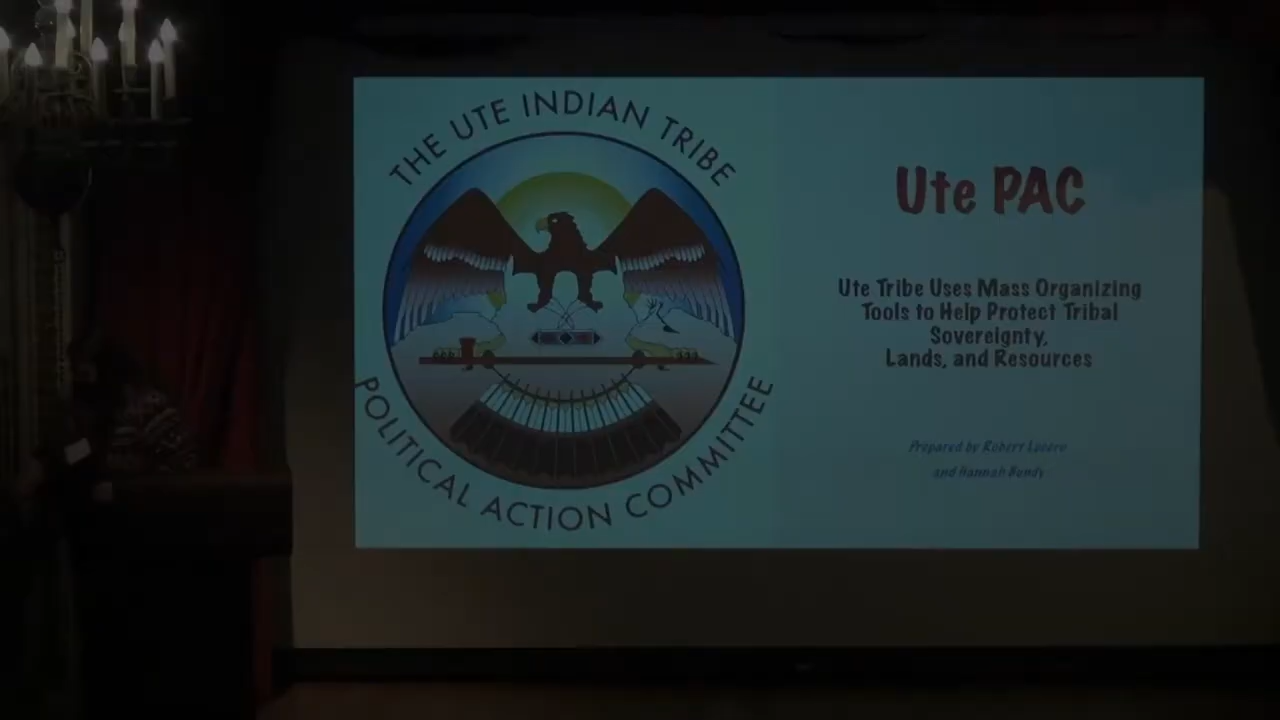 THE UTE INDIAN TRIBE
POLITICAL ACTION COMMITTEE
Ute PAC
Ute Tribe Uses Mass Organizing
Tools to Help Protect Tribal
Sovereignty,
Lands, and Resources
Prepared by Robert Lucero
and Hannah Bundy